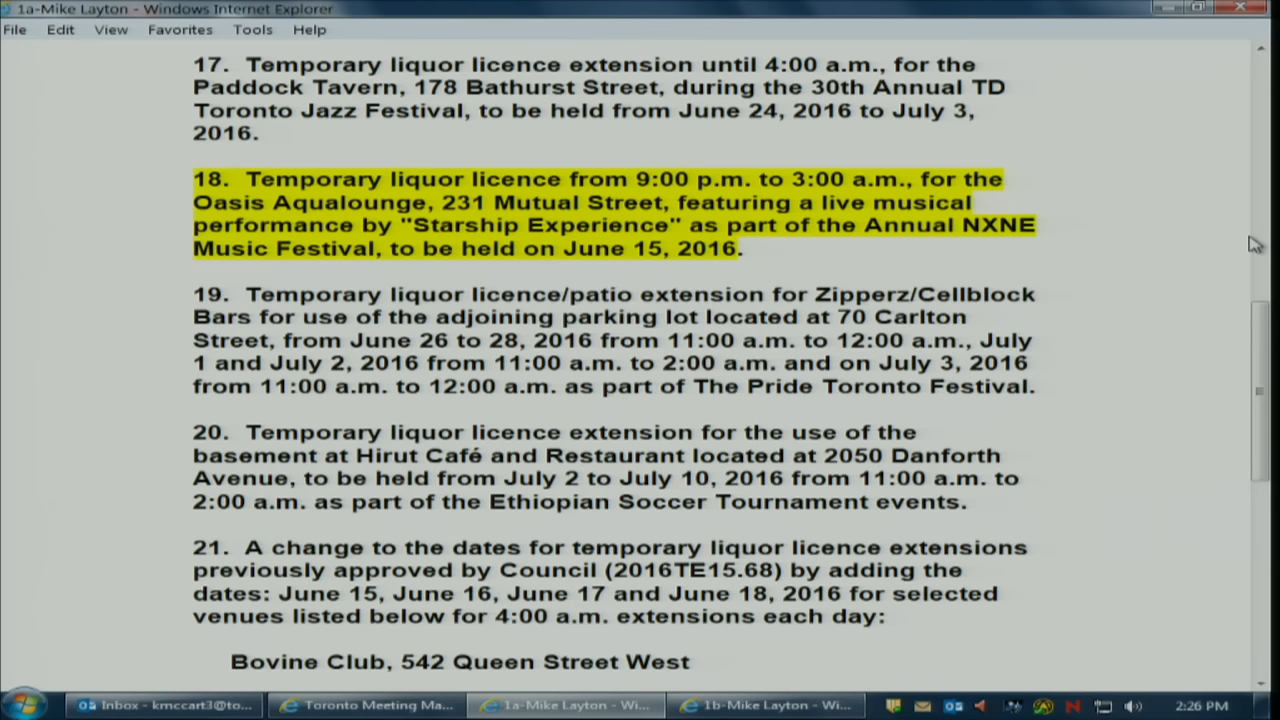 1a-Mike Layton - Windows Internet Explorer
File Edit View Favorites Tools Help
17. Temporary liquor licence extension until 4:00 a.m., for the
Paddock Tavern, 178 Bathurst Street, during the 30th Annual TD
Toronto Jazz Festival, to be held from June 24, 2016 to July 3,
2016.
18. Temporary liquor licence from 9:00 p.m. to 3:00 a.m., for the
Oasis Aqualounge, 231 Mutual Street, featuring a live musical
performance by "Starship Experience" as part of the Annual NXNE
Music Festival, to be held on June 15, 2016.
19. Temporary liquor licence/patio extension for Zipperz/Cellblock
Bars for use of the adjoining parking lot located at 70 Carlton
Street, from June 26 to 28, 2016 from 11:00 a.m. to 12:00 a.m., July
1 and July 2, 2016 from 11:00 a.m. to 2:00 a.m. and on July 3, 2016
from 11:00 a.m. to 12:00 a.m. as part of The Pride Toronto Festival.
20. Temporary liquor licence extension for the use of the
basement at Hirut Café and Restaurant located at 2050 Danforth
Avenue, to be held from July 2 to July 10, 2016 from 11:00 a.m. to
2:00 a.m. as part of the Ethiopian Soccer Tournament events.
21. A change to the dates for temporary liquor licence extensions
previously approved by Council (2016TE15.68) by adding the
dates: June 15, June 16, June 17 and June 18, 2016 for selected
venues listed below for 4:00 a.m. extensions each day:
Bovine Club, 542 Queen Street West
Inbox - kmccart3@to... Toronto Meeting Ma... 1a-Mike Layton - Wi... 1b-Mike Layton - Wi... 2:26 PM